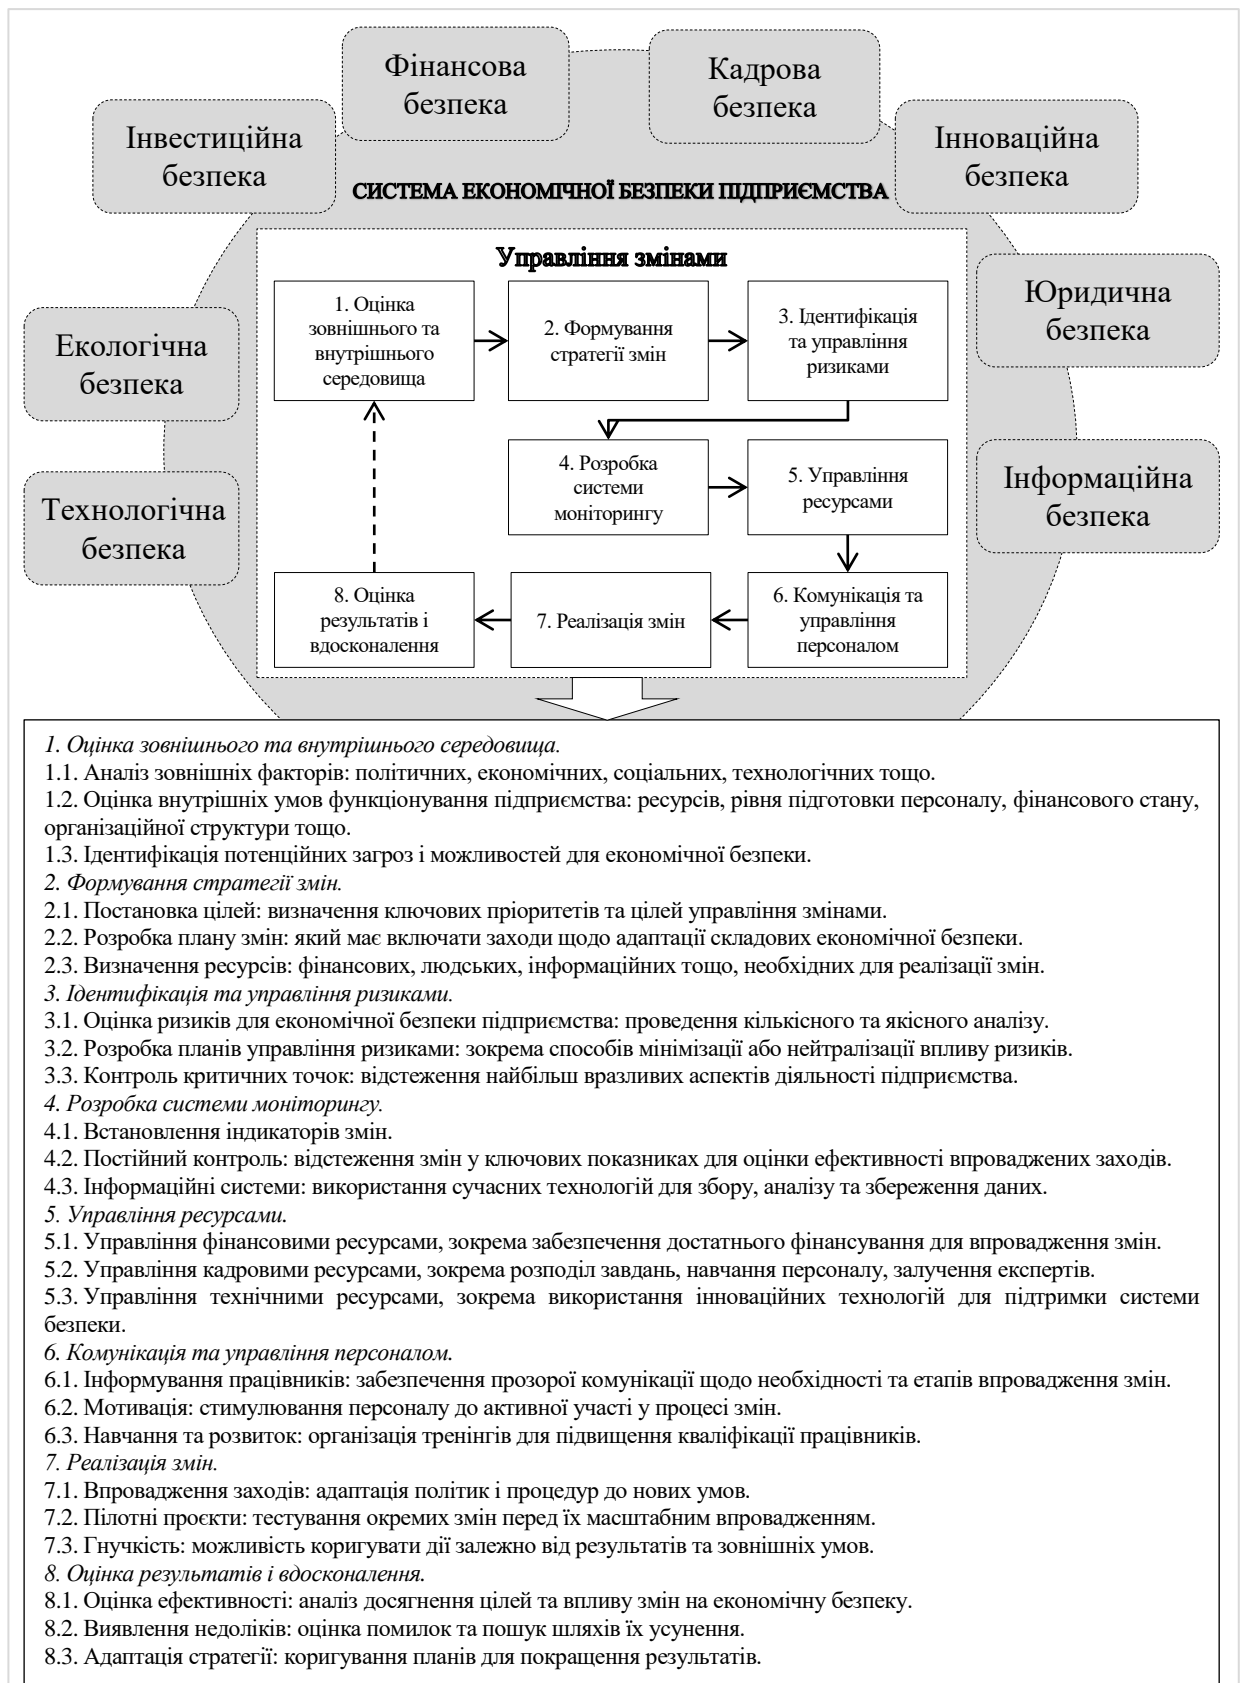 Фінансова
безпека
Кадрова
безпека
Інвестиційна
безпека
Інноваційна
безпека
СИСТЕМА ЕКОНОМІЧНОЇ БЕЗПЕКИ ПІДПРИЄМСТВА
Управління змінами
Юридична
безпека
Екологічна
безпека
1. Оцінка
зовнішнього та
внутрішнього
середовища
2. Формування
стратегії змін
3. Ідентифікація
та управління
ризиками
4. Розробка
системи
моніторингу
5. Управління
ресурсами
Технологічна
безпека
Інформаційна
безпека
8. Оцінка
результатів і
вдосконалення
7. Реалізація змін
6. Комунікація та
управління
персоналом
1. Оцінка зовнішнього та внутрішнього середовища.
1.1. Аналіз зовнішніх факторів: політичних, економічних, соціальних, технологічних тощо.
1.2. Оцінка внутрішніх умов функціонування підприємства: ресурсів, рівня підготовки персоналу, фінансового стану,
організаційної структури тощо.
1.3. Ідентифікація потенційних загроз і можливостей для економічної безпеки.
2. Формування стратегії змін.
2.1. Постановка цілей: визначення ключових пріоритетів та цілей управління змінами.
2.2. Розробка плану змін: який має включати заходи щодо адаптації складових економічної безпеки.
2.3. Визначення ресурсів: фінансових, людських, інформаційних тощо, необхідних для реалізації змін.
3. Ідентифікація та управління ризиками.
3.1. Оцінка ризиків для економічної безпеки підприємства: проведення кількісного та якісного аналізу.
3.2. Розробка планів управління ризиками: зокрема способів мінімізації або нейтралізації впливу ризиків.
3.3. Контроль критичних точок: відстеження найбільш вразливих аспектів діяльності підприємства.
4. Розробка системи моніторингу.
4.1. Встановлення індикаторів змін.
4.2. Постійний контроль: відстеження змін у ключових показниках для оцінки ефективності впроваджених заходів.
4.3. Інформаційні системи: використання сучасних технологій для збору, аналізу та збереження даних.
5. Управління ресурсами.
5.1. Управління фінансовими ресурсами, зокрема забезпечення достатнього фінансування для впровадження змін.
5.2. Управління кадровими ресурсами, зокрема розподіл завдань, навчання персоналу, залучення експертів.
5.3. Управління технічними ресурсами, зокрема використання інноваційних технологій для підтримки системи
безпеки.
6. Комунікація та управління персоналом.
6.1. Інформування працівників: забезпечення прозорої комунікації щодо необхідності та етапів впровадження змін.
6.2. Мотивація: стимулювання персоналу до активної участі у процесі змін.
6.3. Навчання та розвиток: організація тренінгів для підвищення кваліфікації працівників.
7. Реалізація змін.
7.1. Впровадження заходів: адаптація політик і процедур до нових умов.
7.2. Пілотні проєкти: тестування окремих змін перед їх масштабним впровадженням.
7.3. Гнучкість: можливість коригувати дії залежно від результатів та зовнішніх умов.
8. Оцінка результатів і вдосконалення.
8.1. Оцінка ефективності: аналіз досягнення цілей та впливу змін на економічну безпеку.
8.2. Виявлення недоліків: оцінка помилок та пошук шляхів їх усунення.
8.3. Адаптація стратегії: коригування планів для покращення результатів.